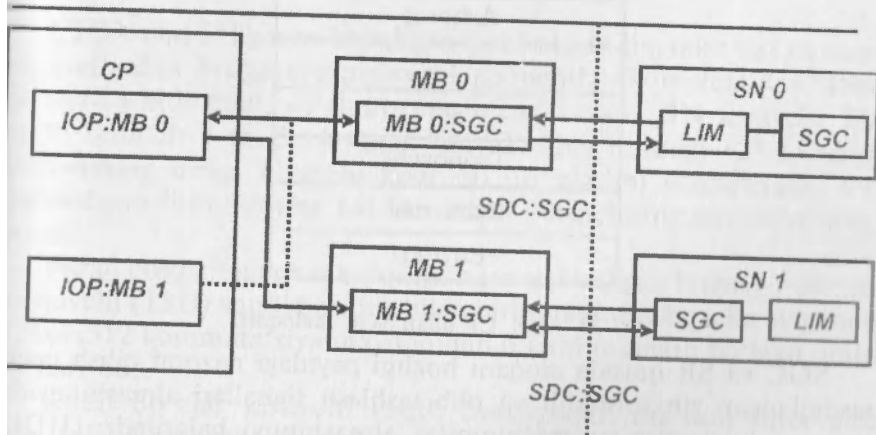 CP
MB 0
SN 0
IOP:MB 0
MB 0:SGC
LIM
SGC
SDC:SGC
MB 1
SN 1
IOP:MB 1
MB 1:SGC
SGC
LIM
SDC:SGC